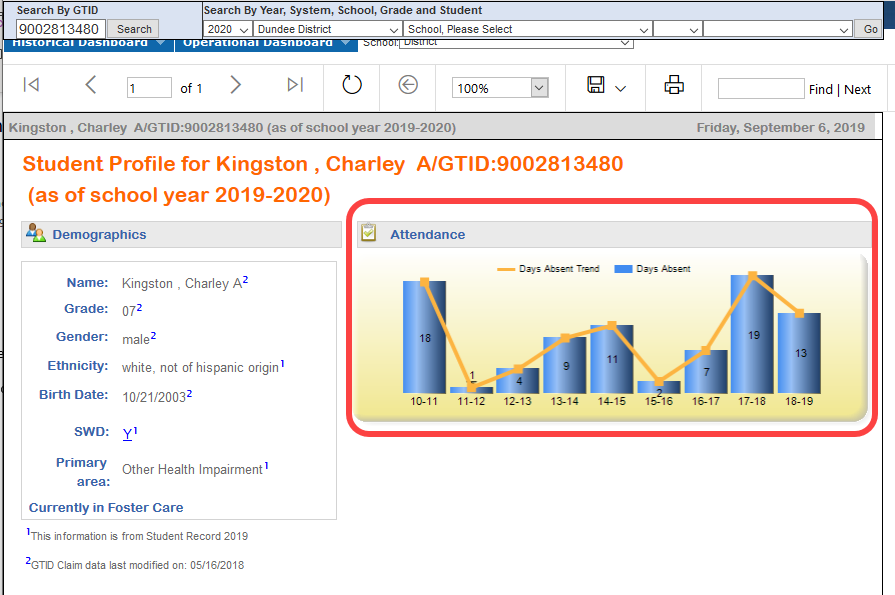 Search By GTID
Search By Year, System, School, Grade and Student
9002813480 Search 2020 Dundee District School, Please Select Go
Historical Dashboard Operational Dashboard School: District
1 of 1 100% Find | Next
Kingston , Charley A/GTID:9002813480 (as of school year 2019-2020) Friday, September 6, 2019
Student Profile for Kingston , Charley A/GTID:9002813480
(as of school year 2019-2020)
Demographics
Name: Kingston , Charley A2
Grade: 072
Gender: male2
Ethnicity: white, not of hispanic origin1
Birth Date: 10/21/20032
SWD: Y1
Primary area: Other Health Impairment1
Currently in Foster Care
1This information is from Student Record 2019
2GTID Claim data last modified on: 05/16/2018
Attendance
Days Absent Trend Days Absent
18 1 4 9 11 2 7 19 13
10-11 11-12 12-13 13-14 14-15 15-16 16-17 17-18 18-19